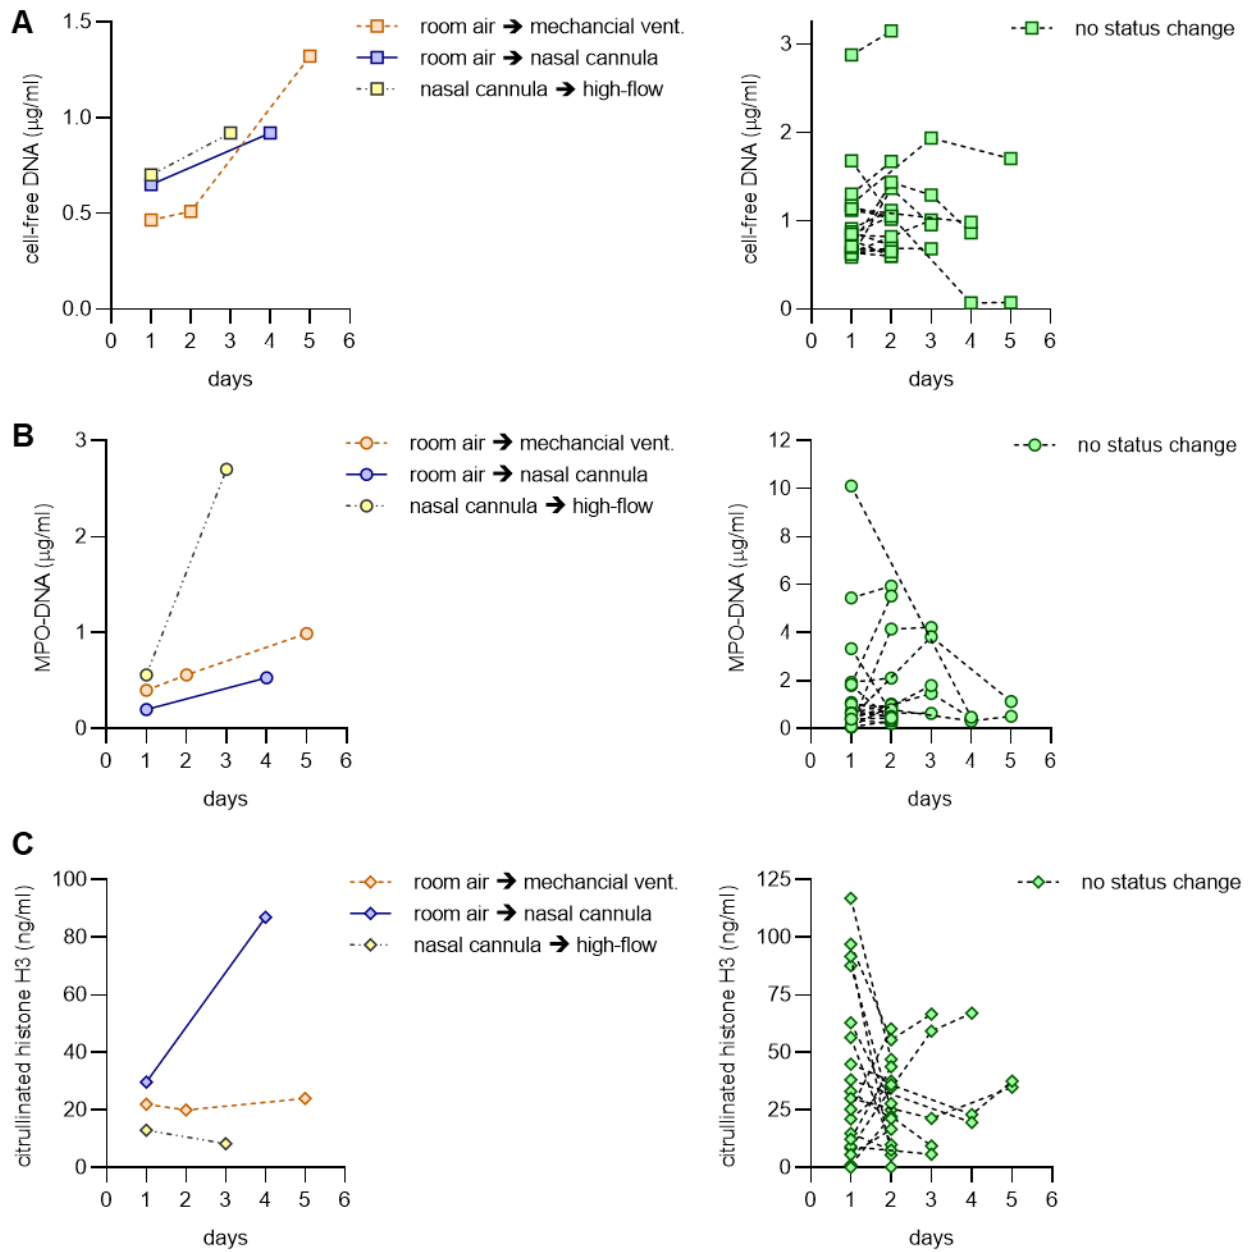 A
1.5
1.0
0.5
0.0
cell-free DNA (μg/ml)
0 1 2 3 4 5 6
days
room air ➔ mechancial vent.
room air ➔ nasal cannula
nasal cannula ➔ high-flow
3
2
1
0
cell-free DNA (μg/ml)
0 1 2 3 4 5 6
days
no status change
B
3
2
1
0
MPO-DNA (μg/ml)
0 1 2 3 4 5 6
days
room air ➔ mechancial vent.
room air ➔ nasal cannula
nasal cannula ➔ high-flow
12
10
8
6
4
2
0
MPO-DNA (μg/ml)
0 1 2 3 4 5 6
days
no status change
C
100
80
60
40
20
0
citrullinated histone H3 (ng/ml)
0 1 2 3 4 5 6
days
room air ➔ mechancial vent.
room air ➔ nasal cannula
nasal cannula ➔ high-flow
125
100
75
50
25
0
citrullinated histone H3 (ng/ml)
0 1 2 3 4 5 6
days
no status change